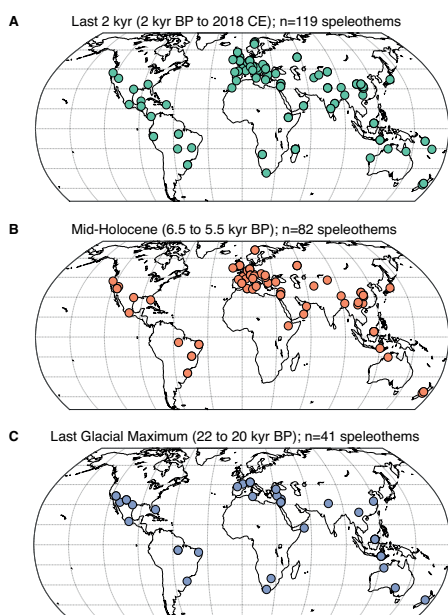 A Last 2 kyr (2 kyr BP to 2018 CE); n=119 speleothems
B Mid-Holocene (6.5 to 5.5 kyr BP); n=82 speleothems
C Last Glacial Maximum (22 to 20 kyr BP); n=41 speleothems